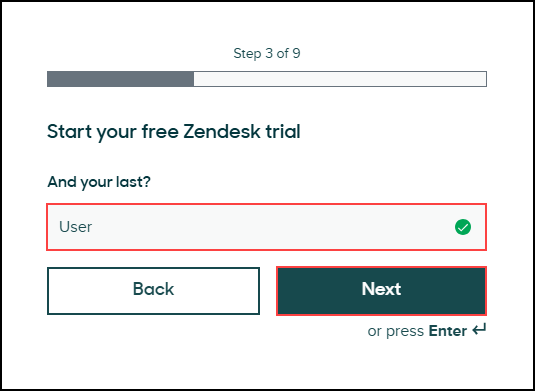 Step 3 of 9
Start your free Zendesk trial
And your last?
User
Back Next
or press Enter ↵